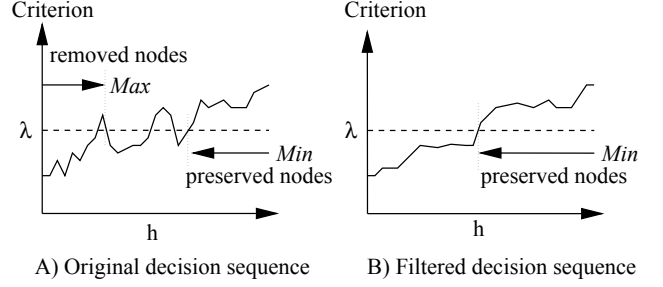 Criterion
removed nodes
Max
λ
Min
preserved nodes
h
A) Original decision sequence
Criterion
λ
Min
preserved nodes
h
B) Filtered decision sequence